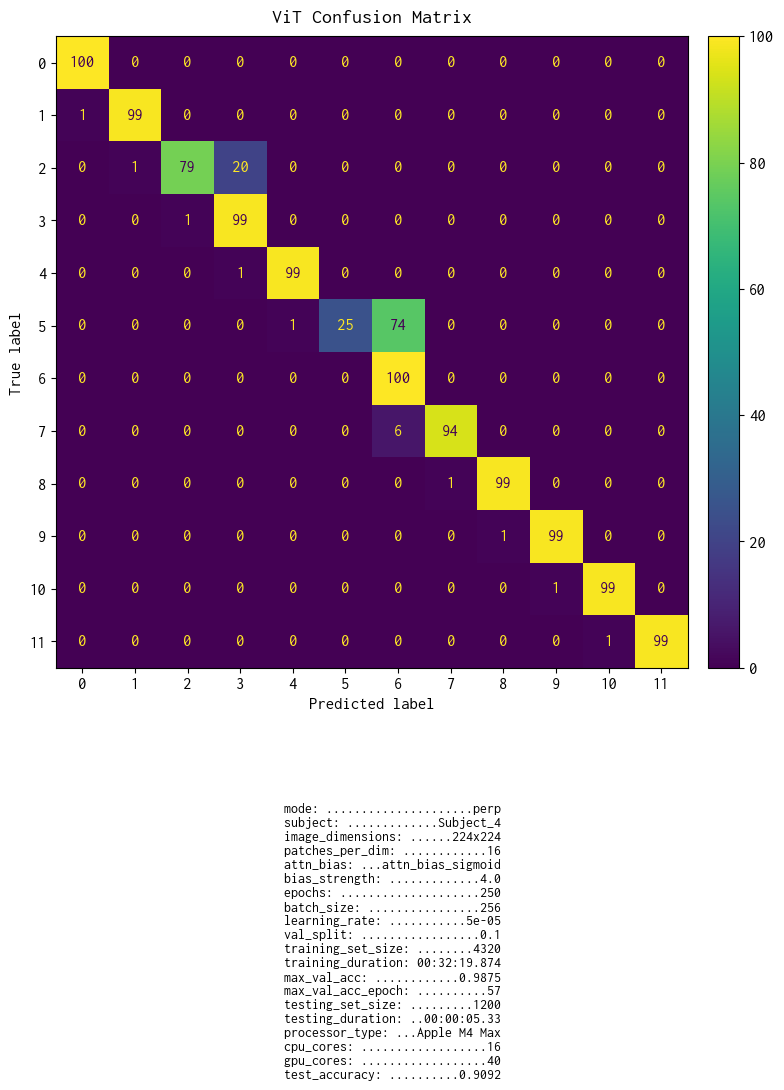 ViT Confusion Matrix
0 100 0 0 0 0 0 0 0 0 0 0 0
1 1 99 0 0 0 0 0 0 0 0 0 0
2 0 1 79 20 0 0 0 0 0 0 0 0
3 0 0 1 99 0 0 0 0 0 0 0 0
4 0 0 0 1 99 0 0 0 0 0 0 0
5 0 0 0 0 1 25 74 0 0 0 0 0
6 0 0 0 0 0 0 100 0 0 0 0 0
7 0 0 0 0 0 0 6 94 0 0 0 0
8 0 0 0 0 0 0 0 1 99 0 0 0
9 0 0 0 0 0 0 0 0 1 99 0 0
10 0 0 0 0 0 0 0 0 0 1 99 0
11 0 0 0 0 0 0 0 0 0 0 1 99
0 1 2 3 4 5 6 7 8 9 10 11
Predicted label
True label
100
80
60
40
20
0
mode: .....................perp
subject: .............Subject_4
image_dimensions: ......224x224
patches_per_dim: ............16
attn_bias: ...attn_bias_sigmoid
bias_strength: .............4.0
epochs: ....................250
batch_size: ................256
learning_rate: ...........5e-05
val_split: .................0.1
training_set_size: ........4320
training_duration: 00:32:19.874
max_val_acc: ............0.9875
max_val_acc_epoch: ..........57
testing_set_size: .........1200
testing_duration: ..00:00:05.33
processor_type: ...Apple M4 Max
cpu_cores: ..................16
gpu_cores: ..................40
test_accuracy: ..........0.9092